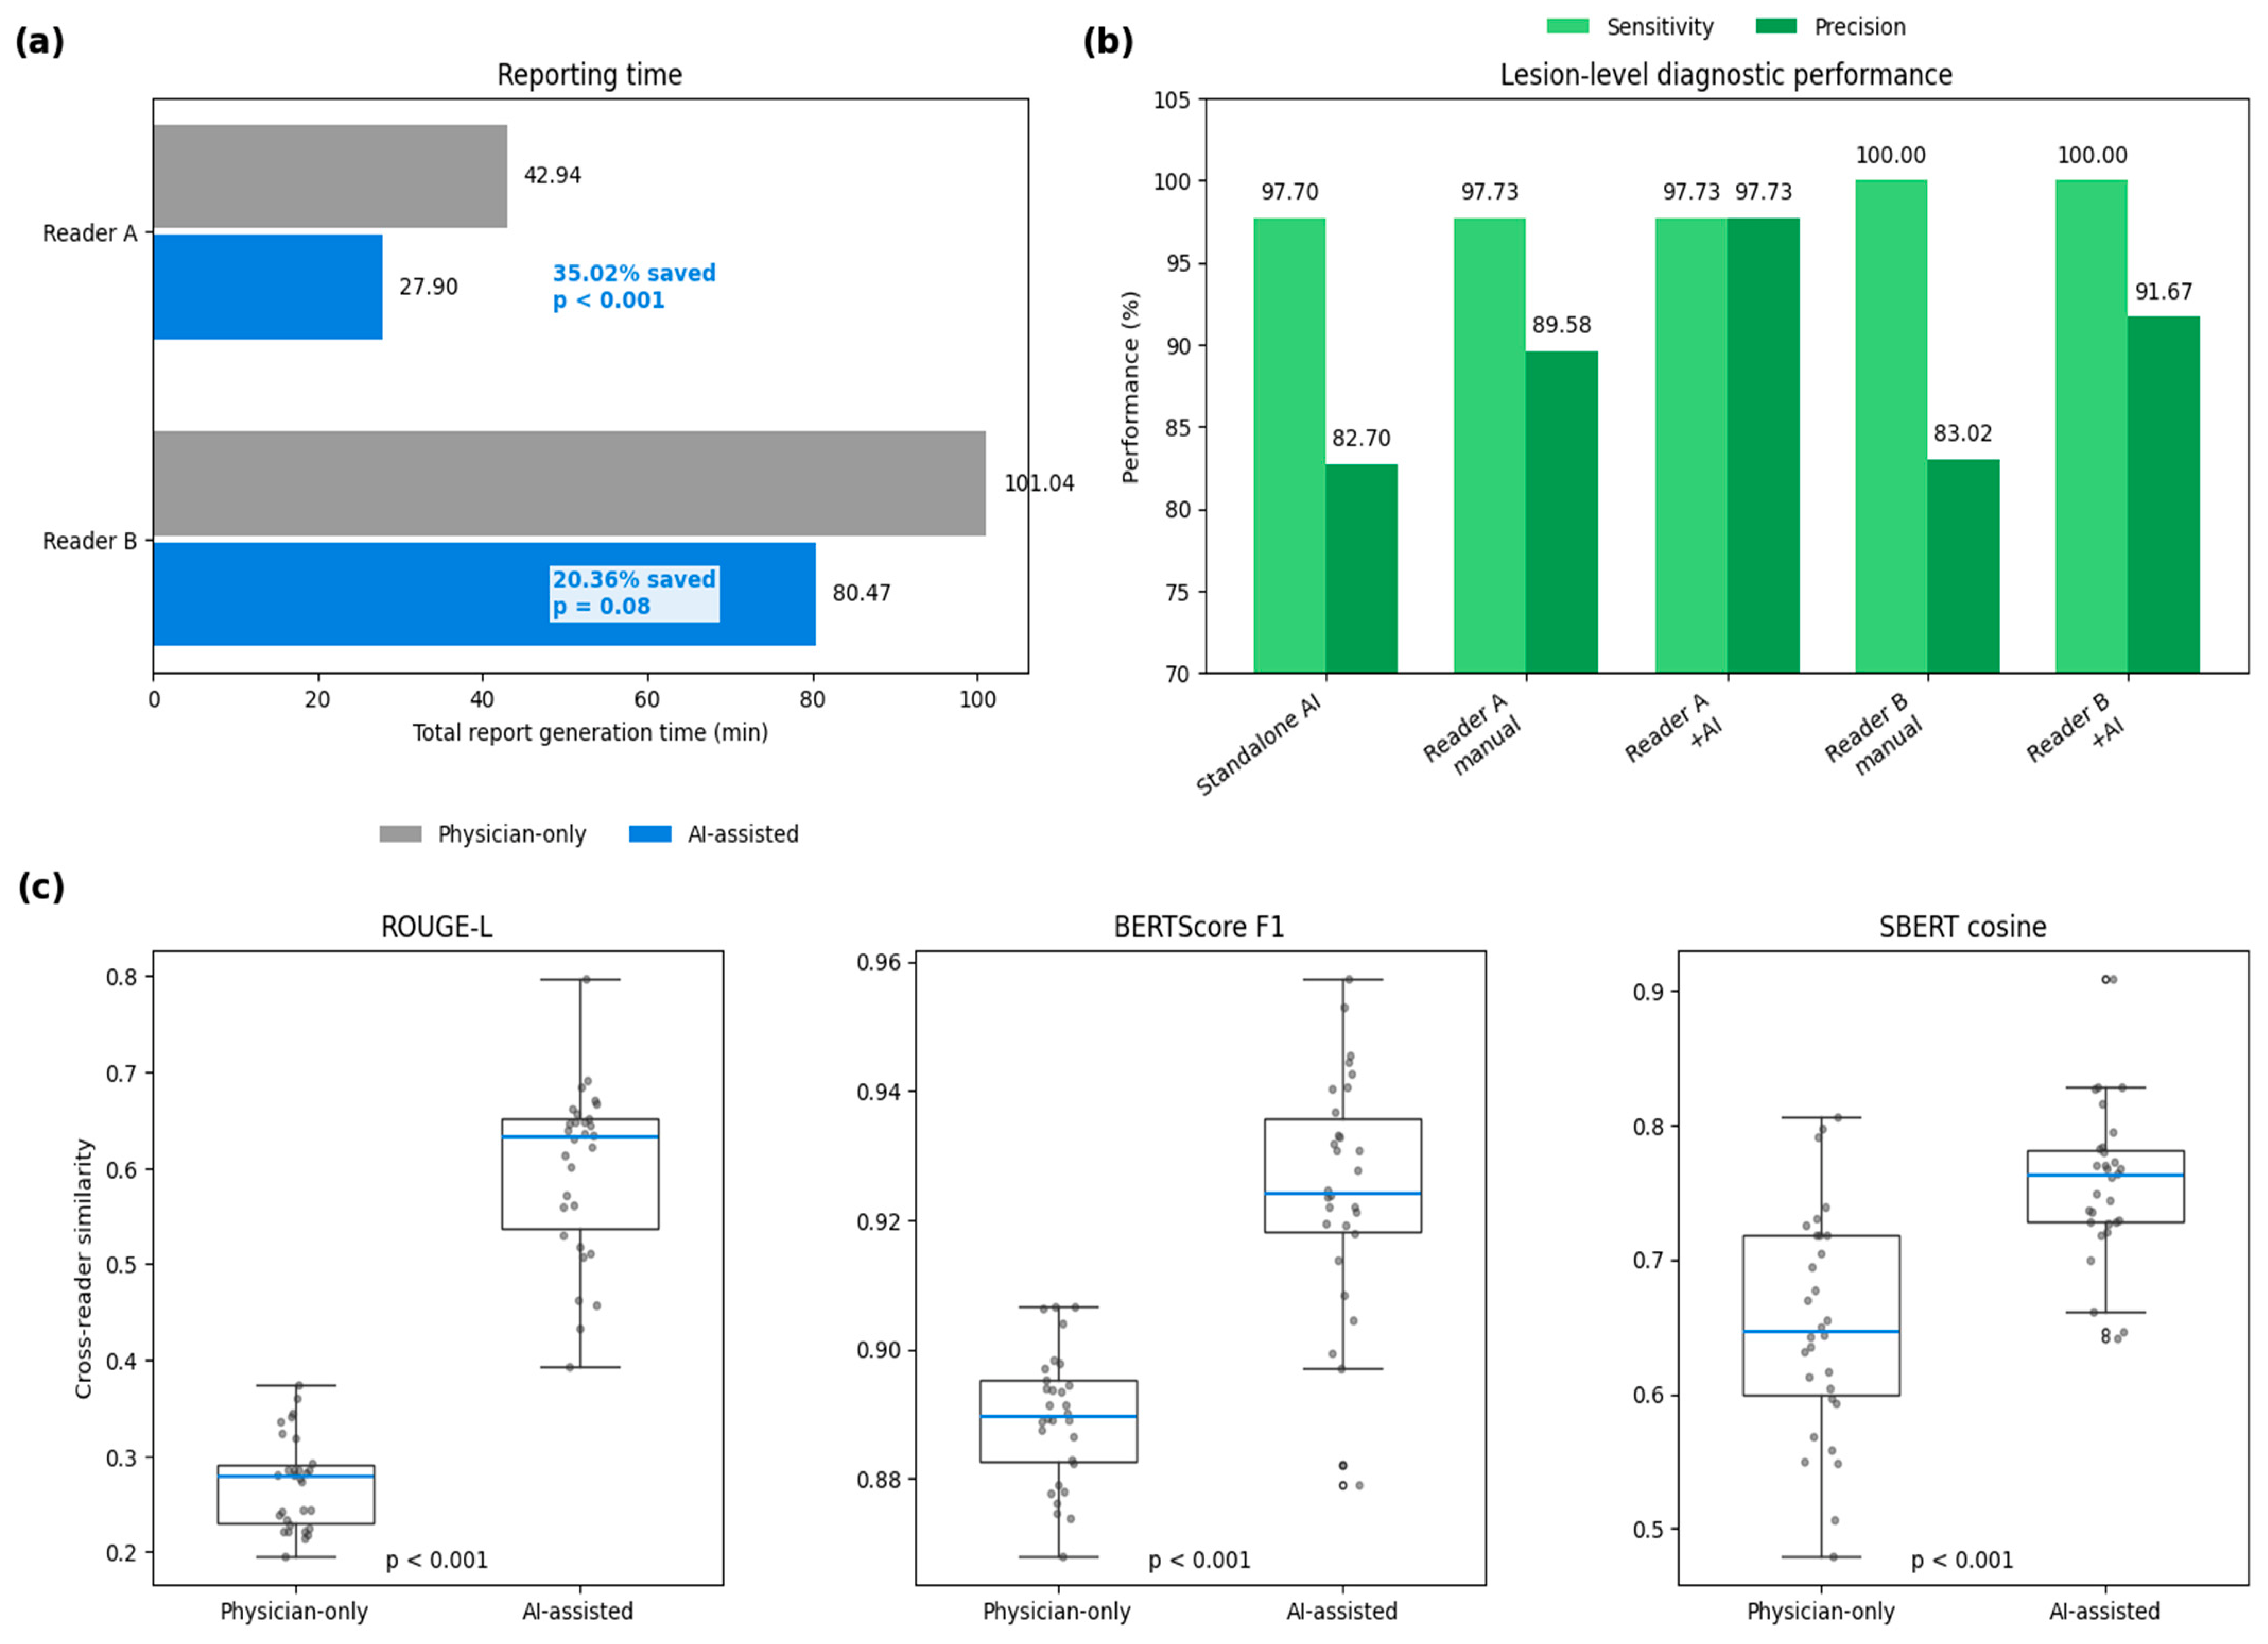 (a)
Reporting time
Reader A
42.94
27.90
35.02% saved
p < 0.001
Reader B
101.04
20.36% saved
p = 0.08
80.47
0 20 40 60 80 100
Total report generation time (min)
Physician-only AI-assisted
(b)
Sensitivity Precision
Lesion-level diagnostic performance
Performance (%)
105
100
95
90
85
80
75
70
97.70
82.70
97.73
89.58
97.73 97.73
100.00
83.02
100.00
91.67
Standalone AI
Reader A
manual
Reader A
+AI
Reader B
manual
Reader B
+AI
(c)
ROUGE-L
Cross-reader similarity
0.8
0.7
0.6
0.5
0.4
0.3
0.2
p < 0.001
Physician-only AI-assisted
BERTScore F1
0.96
0.94
0.92
0.90
0.88
p < 0.001
Physician-only AI-assisted
SBERT cosine
0.9
0.8
0.7
0.6
0.5
p < 0.001
Physician-only AI-assisted